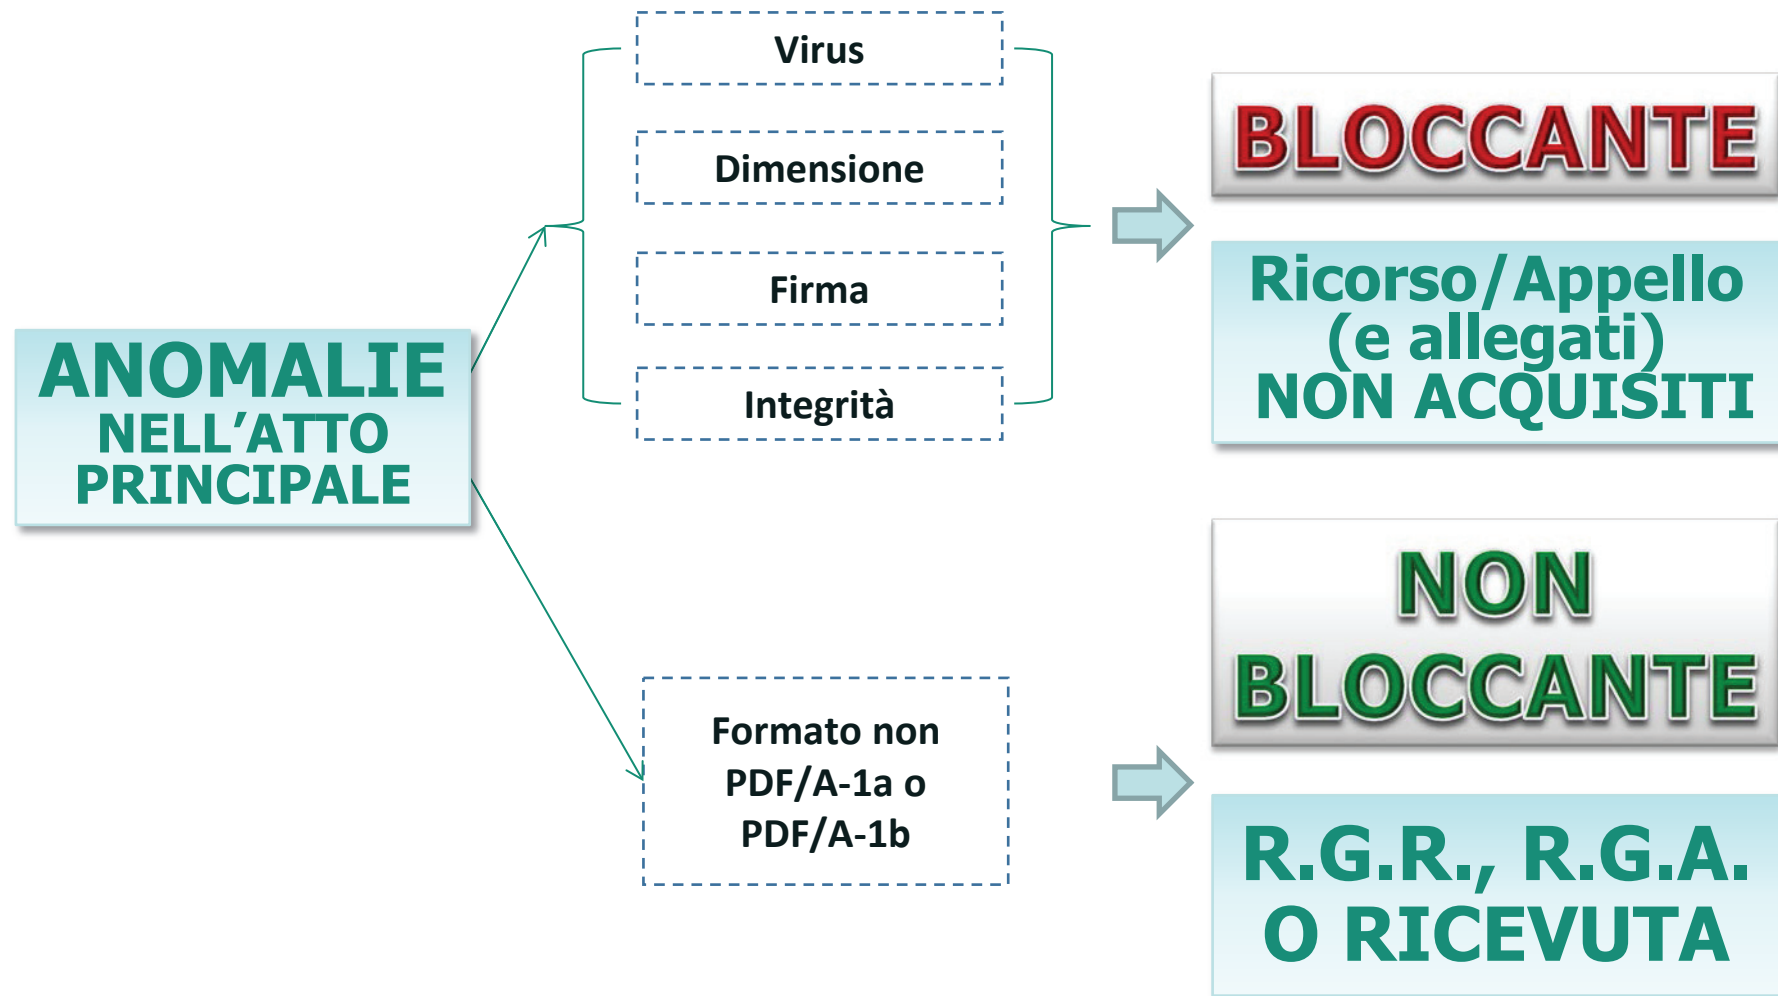 ANOMALIE
NELL’ATTO
PRINCIPALE
Virus
Dimensione
Firma
Integrità
BLOCCANTE
Ricorso/Appello
(e allegati)
NON ACQUISITI
Formato non
PDF/A-1a o
PDF/A-1b
NON
BLOCCANTE
R.G.R., R.G.A.
O RICEVUTA